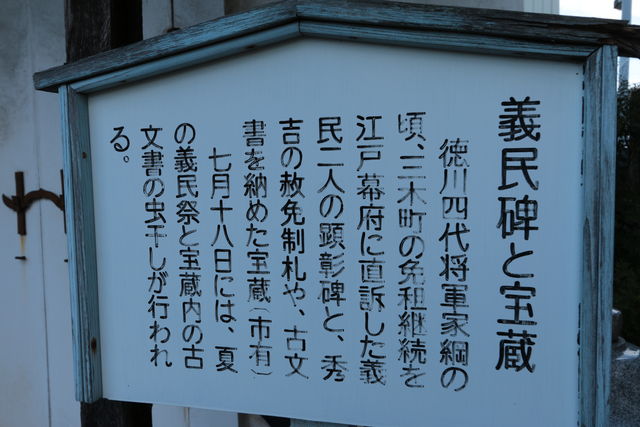 義民碑と宝蔵
徳川四代将軍家綱の
頃、三木町の免租継続を
江戸幕府に直訴した義
民二人の顕彰碑と、秀
吉の赦免制札や、古文
書を納めた宝蔵(市有)
七月十八日には、夏
の義民祭と宝蔵内の古
文書の虫干しが行われ
る。